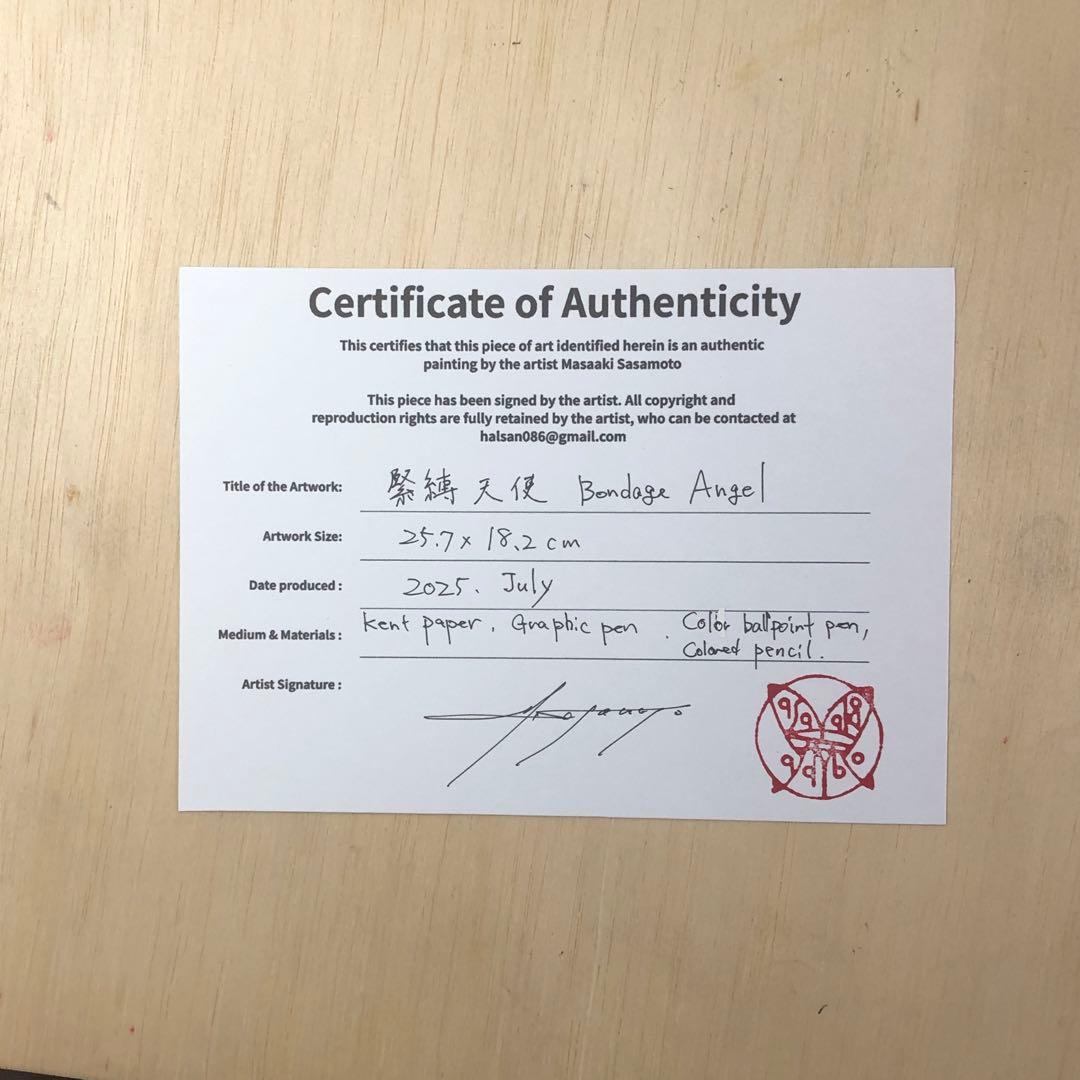 Certificate of Authenticity
This certifies that this piece of art identified herein is an authentic
painting by the artist Masaaki Sasamoto
This piece has been signed by the artist. All copyright and
reproduction rights are fully retained by the artist, who can be contacted at
halsan086@gmail.com
Title of the Artwork: 緊縛天使 Bondage Angel
Artwork Size: 25.7 x 18.2 cm
Date produced : 2025. July
Medium & Materials : Kent paper, Graphic pen, Color ballpoint pen,
Colored pencil.
Artist Signature :